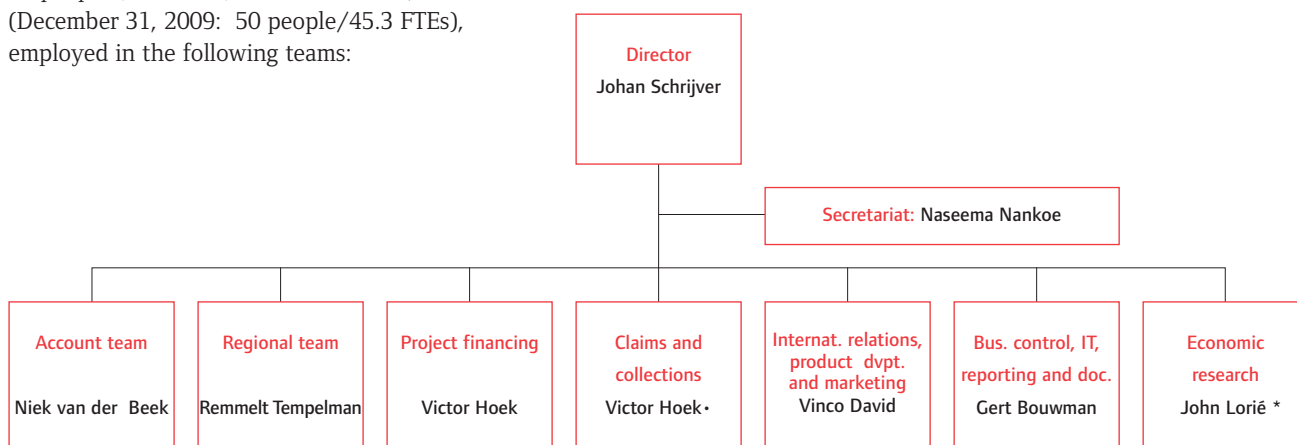 (December 31, 2009: 50 people/45.3 FTEs),
employed in the following teams:
Director
Johan Schrijver
Secretariat: Naseema Nankoe
Account team
Niek van der Beek
Regional team
Remmelt Tempelman
Project financing
Victor Hoek
Claims and
collections
Victor Hoek•
Internat. relations,
product dvpt.
and marketing
Vinco David
Bus. control, IT,
reporting and doc.
Gert Bouwman
Economic
research
John Lorié *